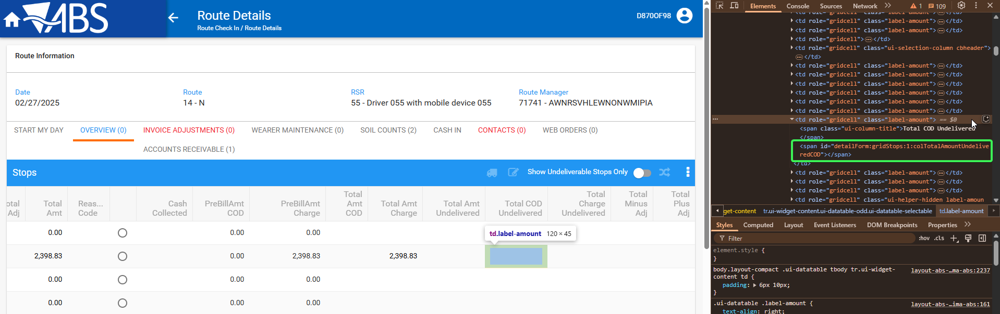 ABS
Route Details
Route Check In / Route Details
D870OF98
Route Information
Date
Route
RSR
Route Manager
02/27/2025
14 - N
55 - Driver 055 with mobile device 055
71741 - AWNRSVHLEWNONWMIPIA
START MY DAY
OVERVIEW (0)
INVOICE ADJUSTMENTS (0)
WEARER MAINTENANCE (0)
SOIL COUNTS (2)
CASH IN
CONTACTS (0)
WEB ORDERS (0)
ACCOUNTS RECEIVABLE (1)
Stops
Show Undeliverable Stops Only
otal
Adj
Total
Amt
Reas...
Code
Cash
Collected
PreBillAmt
COD
PreBillAmt
Charge
Total
Amt
COD
Total Amt
Charge
Total Amt
Undelivered
Total COD
Undelivered
Total
Charge
Undelivered
Total
Minus
Adj
Total
Plus
Adj
0.00 0.00 0.00
td.label-amount 120 × 45
2,398.83 0.00 2,398.83 2,398.83
0.00 0.00 0.00
0.00 0.00 0.00
Elements Console Sources Network 1 109
<td role="gridcell" class="label-amount"> … </td>
<td role="gridcell" class="label-amount"> … </td>
<td role="gridcell"> … </td>
<td role="gridcell" class="ui-selection-column cbheader">
… </td>
<td role="gridcell" class="label-amount"> … </td>
<td role="gridcell" class="label-amount"> … </td>
<td role="gridcell" class="label-amount"> … </td>
<td role="gridcell" class="label-amount"> … </td>
<td role="gridcell" class="label-amount"> … </td>
<td role="gridcell" class="label-amount"> … </td>
<td role="gridcell" class="label-amount"> == $0
<span class="ui-column-title">Total COD Undelivered
</span>
<span id="detailForm:gridStops:1:colTotalAmountUndelive
redCOD"></span>
</td>
<td role="gridcell" class="label-amount"> … </td>
<td role="gridcell" class="label-amount"> … </td>
<td role="gridcell" class="label-amount"> … </td>
<td role="gridcell" class="ui-helper-hidden label-amoun
get-content tr.ui-widget-content.ui-datatable-odd.ui-datatable-selectable td.label-amount
Styles Computed Layout Event Listeners DOM Breakpoints Properties
Filter :hov .cls
element.style {
}
body.layout-compact .ui-datatable tbody tr.ui-widget- layout-abs-…ma-abs:2237
content td {
padding: 6px 10px;
}
.ui-datatable .label-amount { layout-abs-…ima-abs:161
text-align: right;